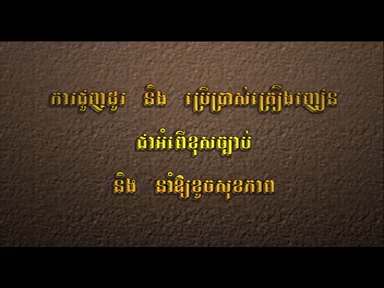 ការជួញដូរ និង ប្រើប្រាស់គ្រឿងញៀន
ជាអំពើខុសច្បាប់
និង នាំឱ្យខូចសុខភាព